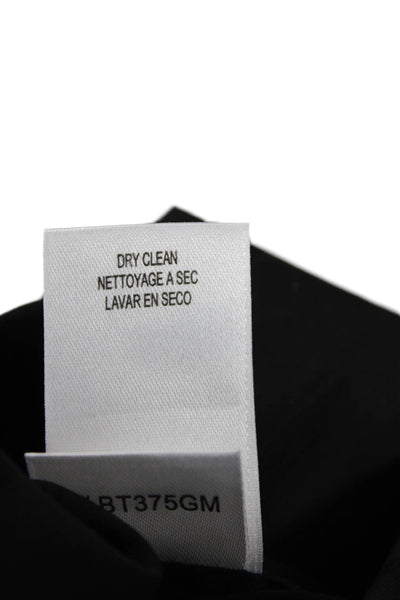 DRY CLEAN
NETTOYAGE A SEC
LAVAR EN SECO
BT375GM